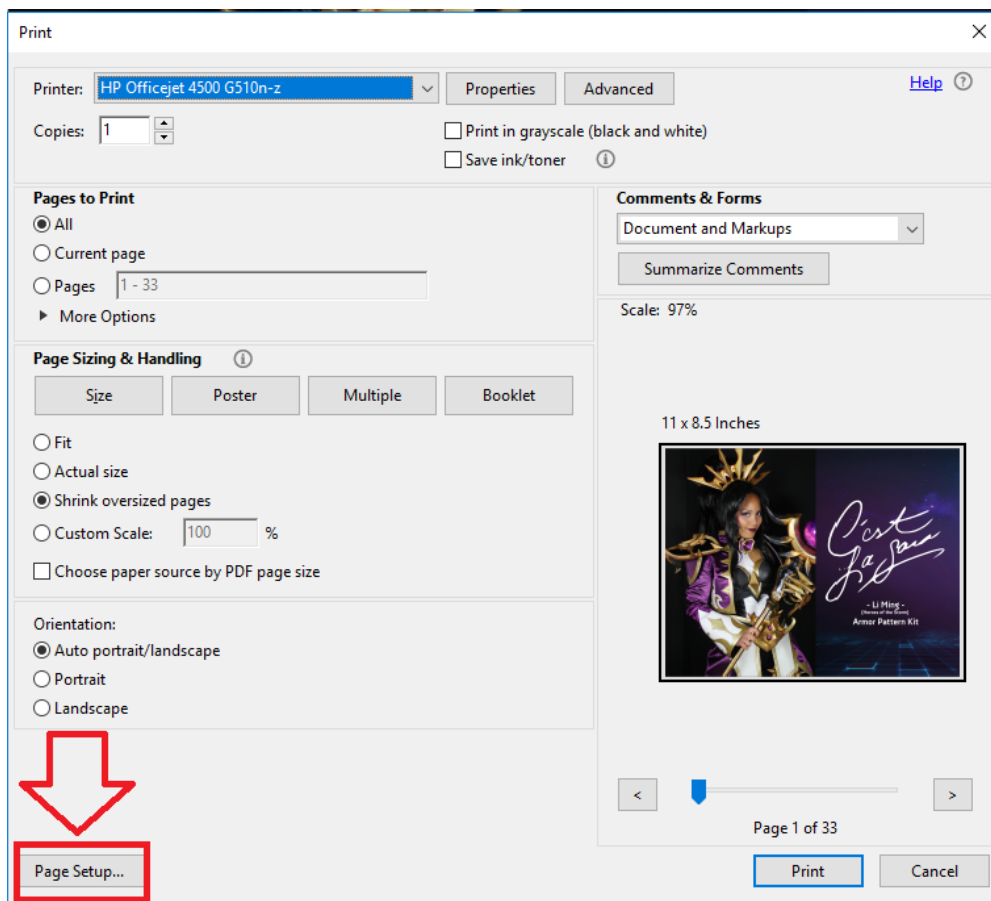 Print
Printer: HP Officejet 4500 G510n-z Properties Advanced Help
Copies: 1
Print in grayscale (black and white)
Save ink/toner
Pages to Print
All
Current page
Pages 1 - 33
More Options
Comments & Forms
Document and Markups
Summarize Comments
Scale: 97%
Page Sizing & Handling
Size Poster Multiple Booklet
Fit
Actual size
Shrink oversized pages
Custom Scale: 100 %
Choose paper source by PDF page size
Orientation:
Auto portrait/landscape
Portrait
Landscape
11 x 8.5 Inches
C'est
La Sara
- Li Ming -
(Heroes of the Storm)
Armor Pattern Kit
< >
Page 1 of 33
Page Setup...
Print Cancel